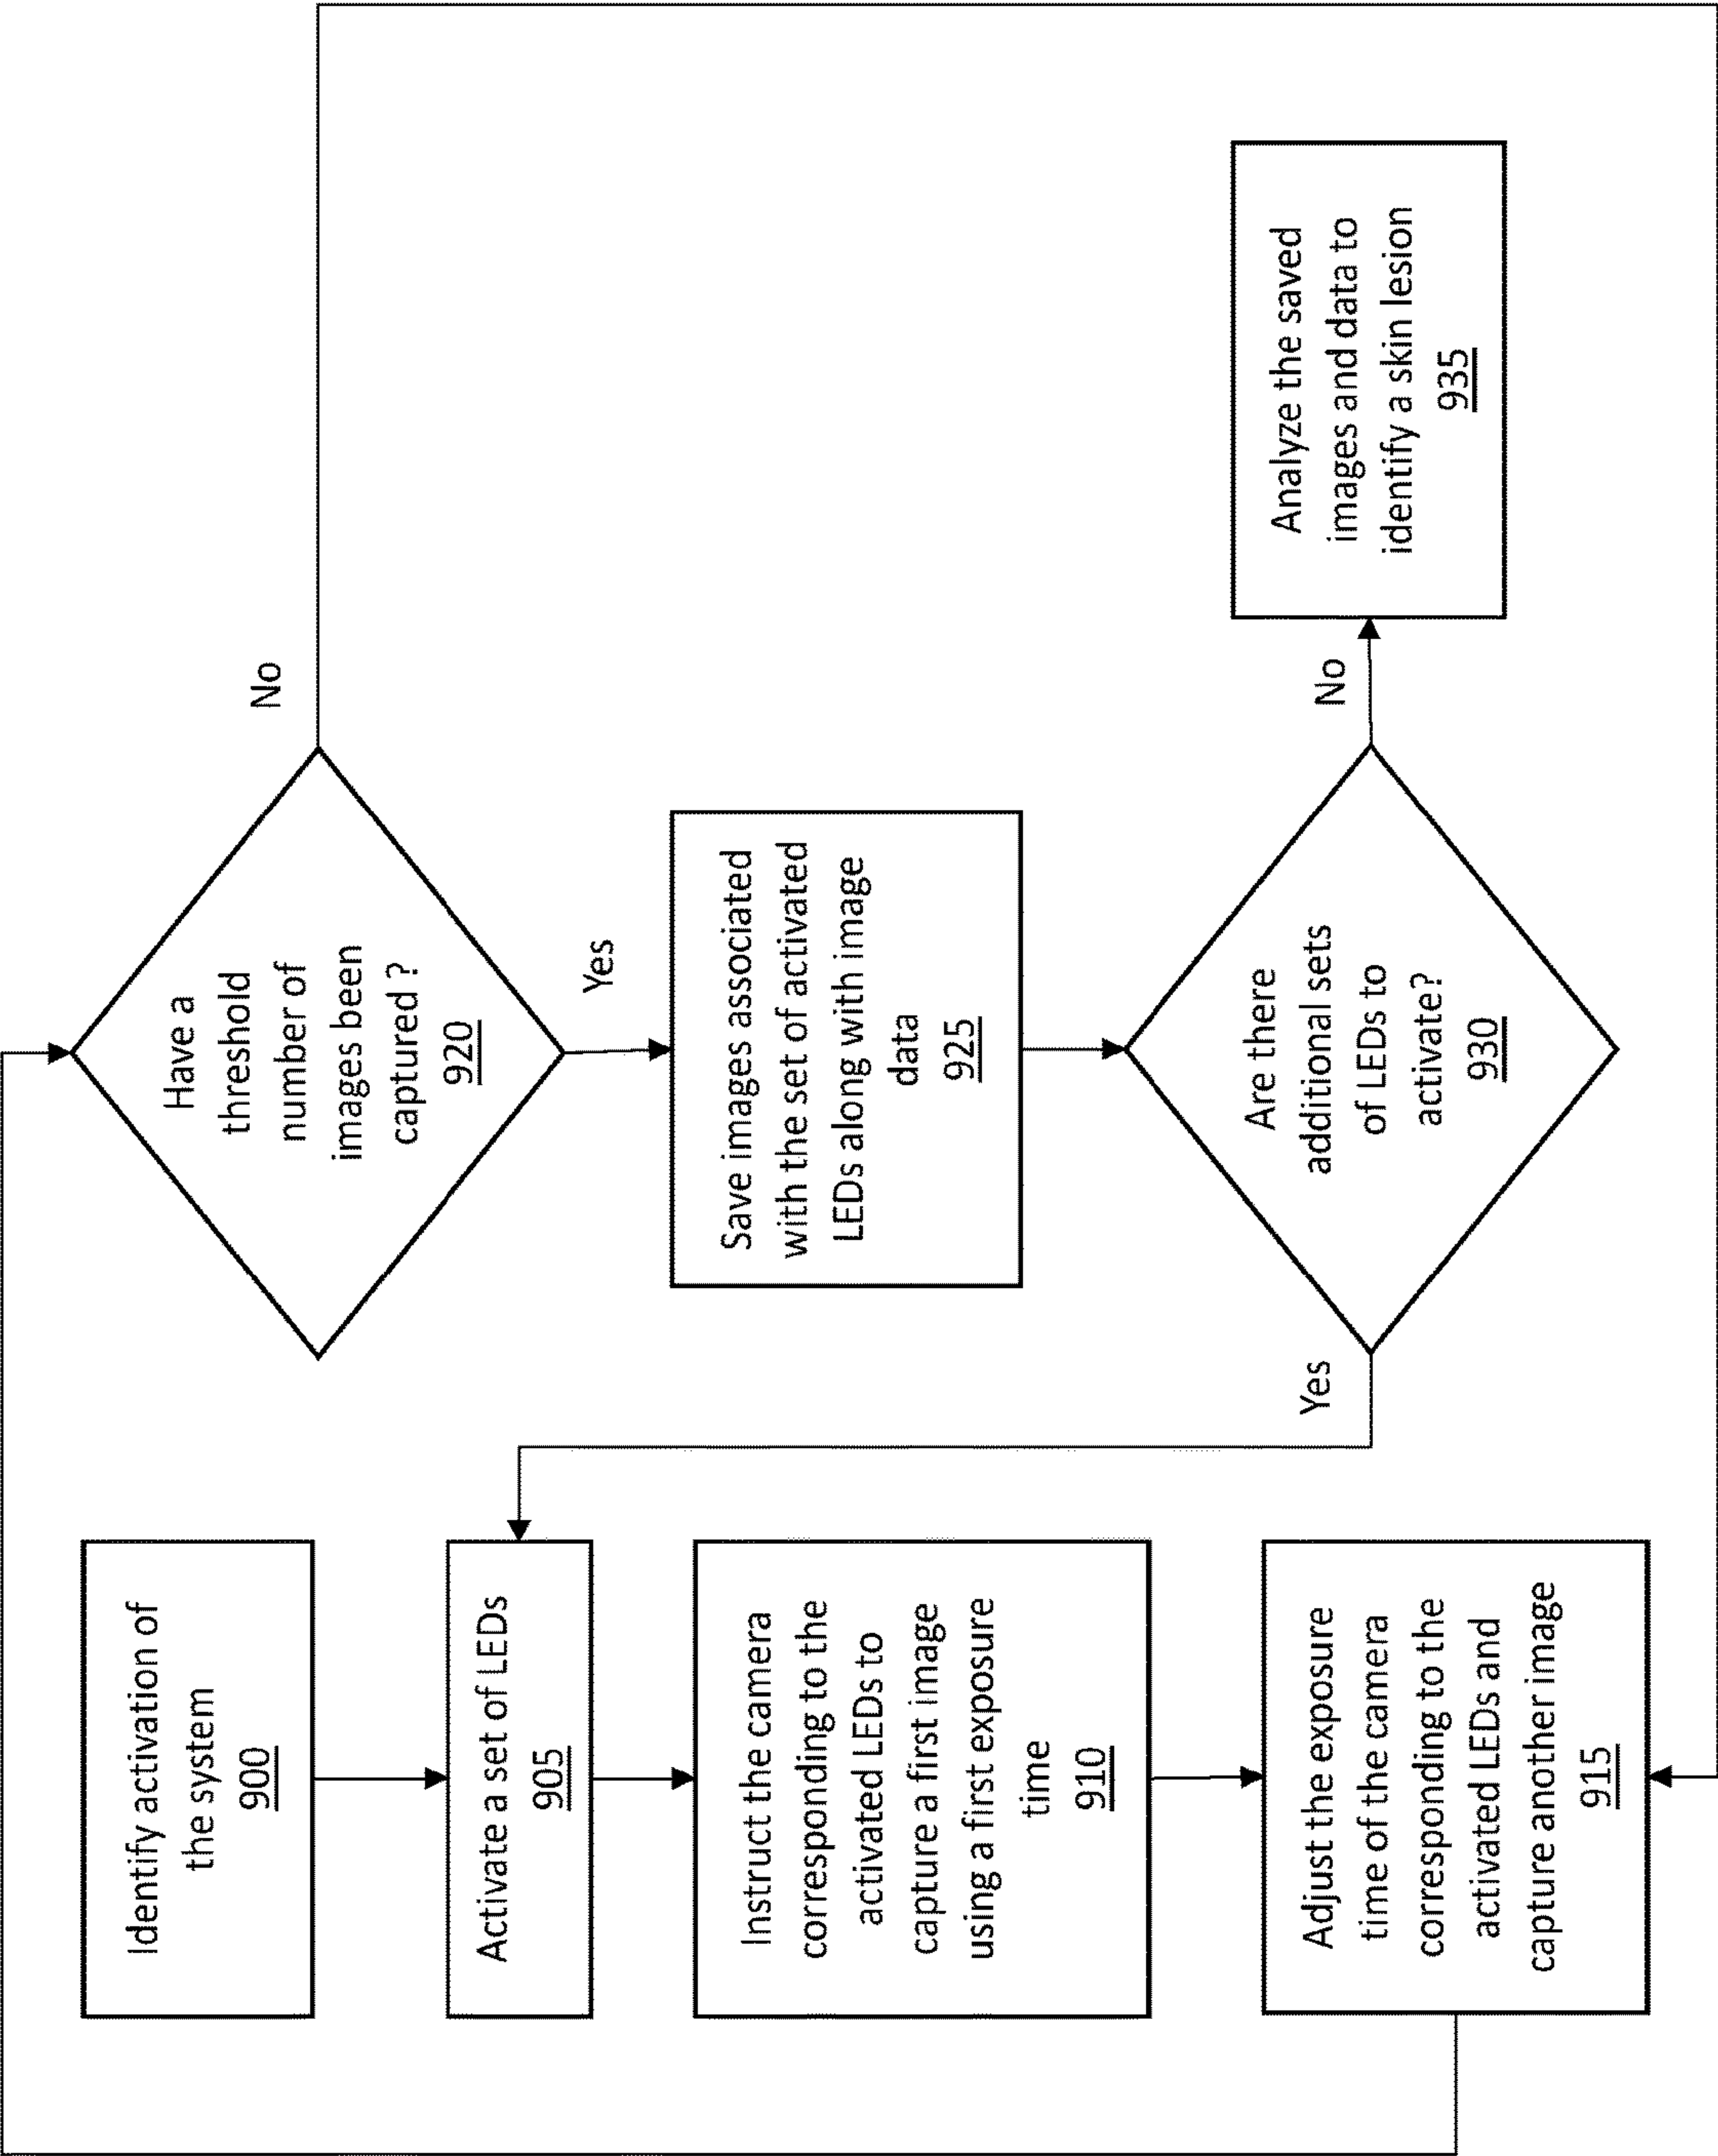 Identify activation of
the system
900
Activate a set of LEDs
905
Instruct the camera
corresponding to the
activated LEDs to
capture a first image
using a first exposure
time
910
Adjust the exposure
time of the camera
corresponding to the
activated LEDs and
capture another image
915
Have a
threshold
number of
images been
captured ?
920
No
Yes
Save images associated
with the set of activated
LEDs along with image
data
925
Are there
additional sets
of LEDs to
activate?
930
Yes
No
Analyze the saved
images and data to
identify a skin lesion
935